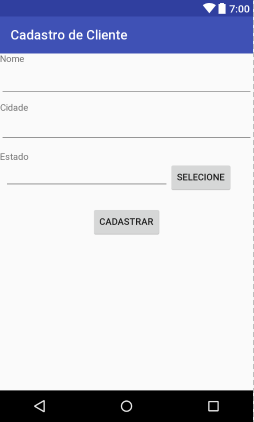 7:00
Cadastro de Cliente
Nome
Cidade
Estado
SELECIONE
CADASTRAR